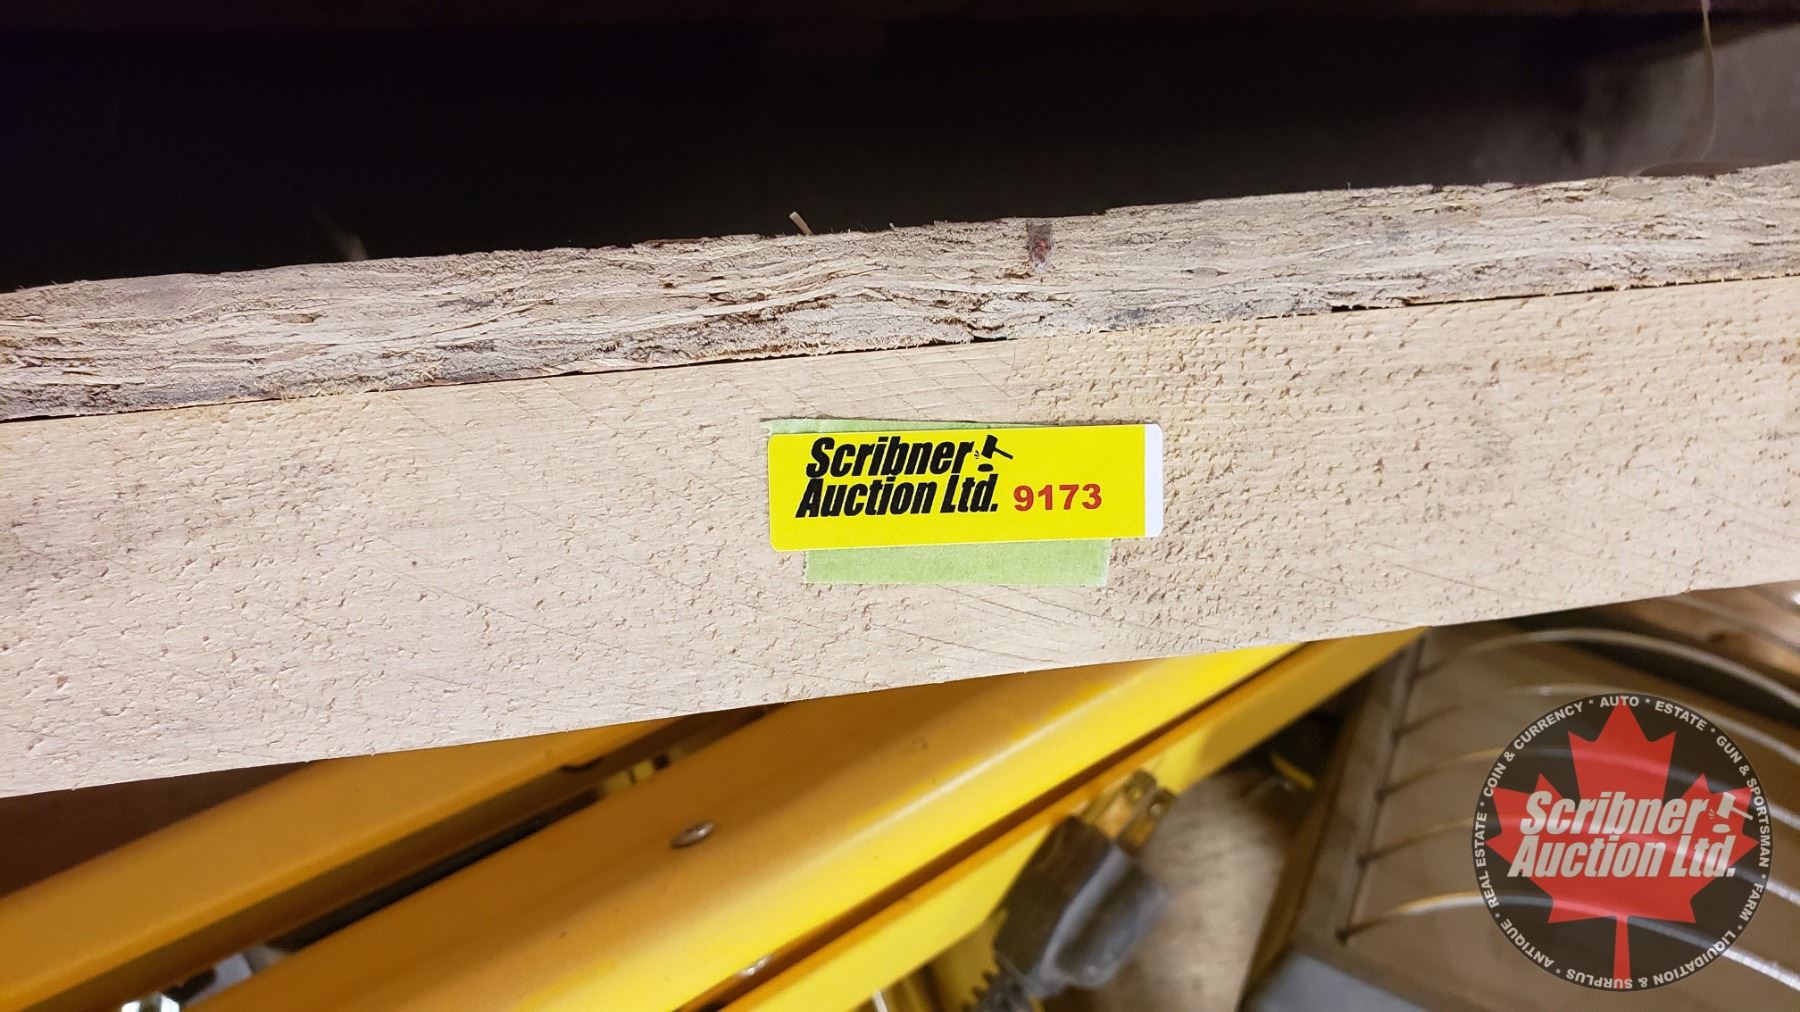 Scribner
Auction Ltd. 9173
REAL ESTATE * COIN & CURRENCY * AUTO * ESTATE * GUN & SPORTSMAN * FARM * LIQUIDATION & SURPLUS * ANTIQUE *
Scribner
Auction Ltd.